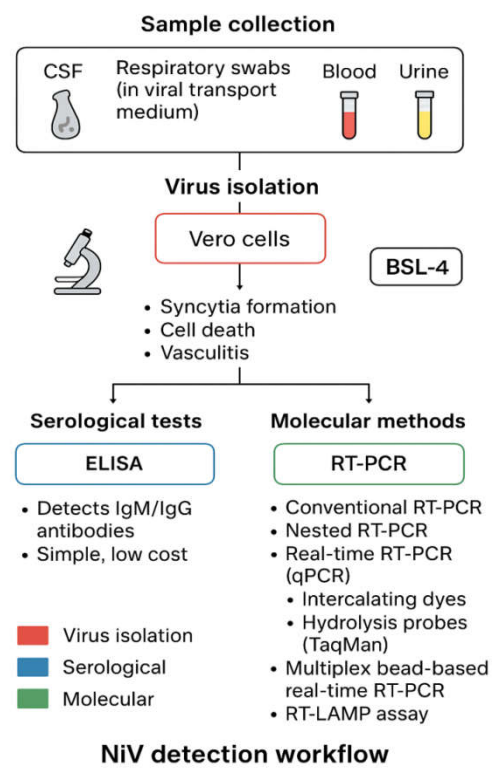 Sample collection
CSF
Respiratory swabs
(in viral transport
medium)
Blood
Urine
Virus isolation
Vero cells
BSL-4
• Syncytia formation
• Cell death
• Vasculitis
Serological tests
ELISA
• Detects IgM/IgG
antibodies
• Simple, low cost
Molecular methods
RT-PCR
• Conventional RT-PCR
• Nested RT-PCR
• Real-time RT-PCR
(qPCR)
• Intercalating dyes
• Hydrolysis probes
(TaqMan)
• Multiplex bead-based
real-time RT-PCR
• RT-LAMP assay
Virus isolation
Serological
Molecular
NiV detection workflow